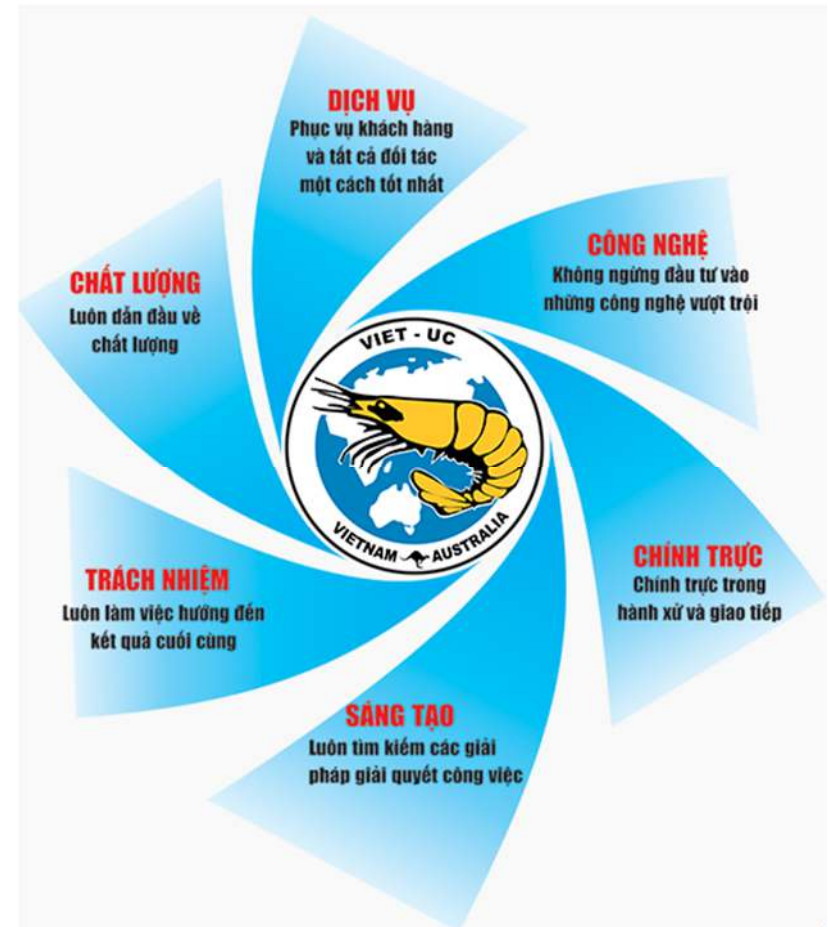 DỊCH VỤ
Phục vụ khách hàng
và tất cả đối tác
một cách tốt nhất
CÔNG NGHỆ
Không ngừng đầu tư vào
những công nghệ vượt trội
CHẤT LƯỢNG
Luôn dẫn đầu về
chất lượng
VIET - UC
VIETNAM AUSTRALIA
CHÍNH TRỰC
Chính trực trong
hành xử và giao tiếp
TRÁCH NHIỆM
Luôn làm việc hướng đến
kết quả cuối cùng
SÁNG TẠO
Luôn tìm kiếm các giải
pháp giải quyết công việc